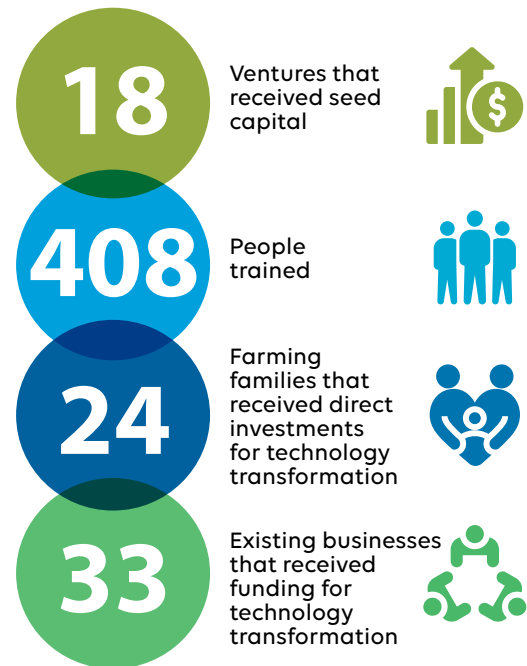 18
Ventures that
received seed
capital
$
408
People
trained
24
Farming
families that
received direct
investments
for technology
transformation
33
Existing businesses
that received
funding for
technology
transformation